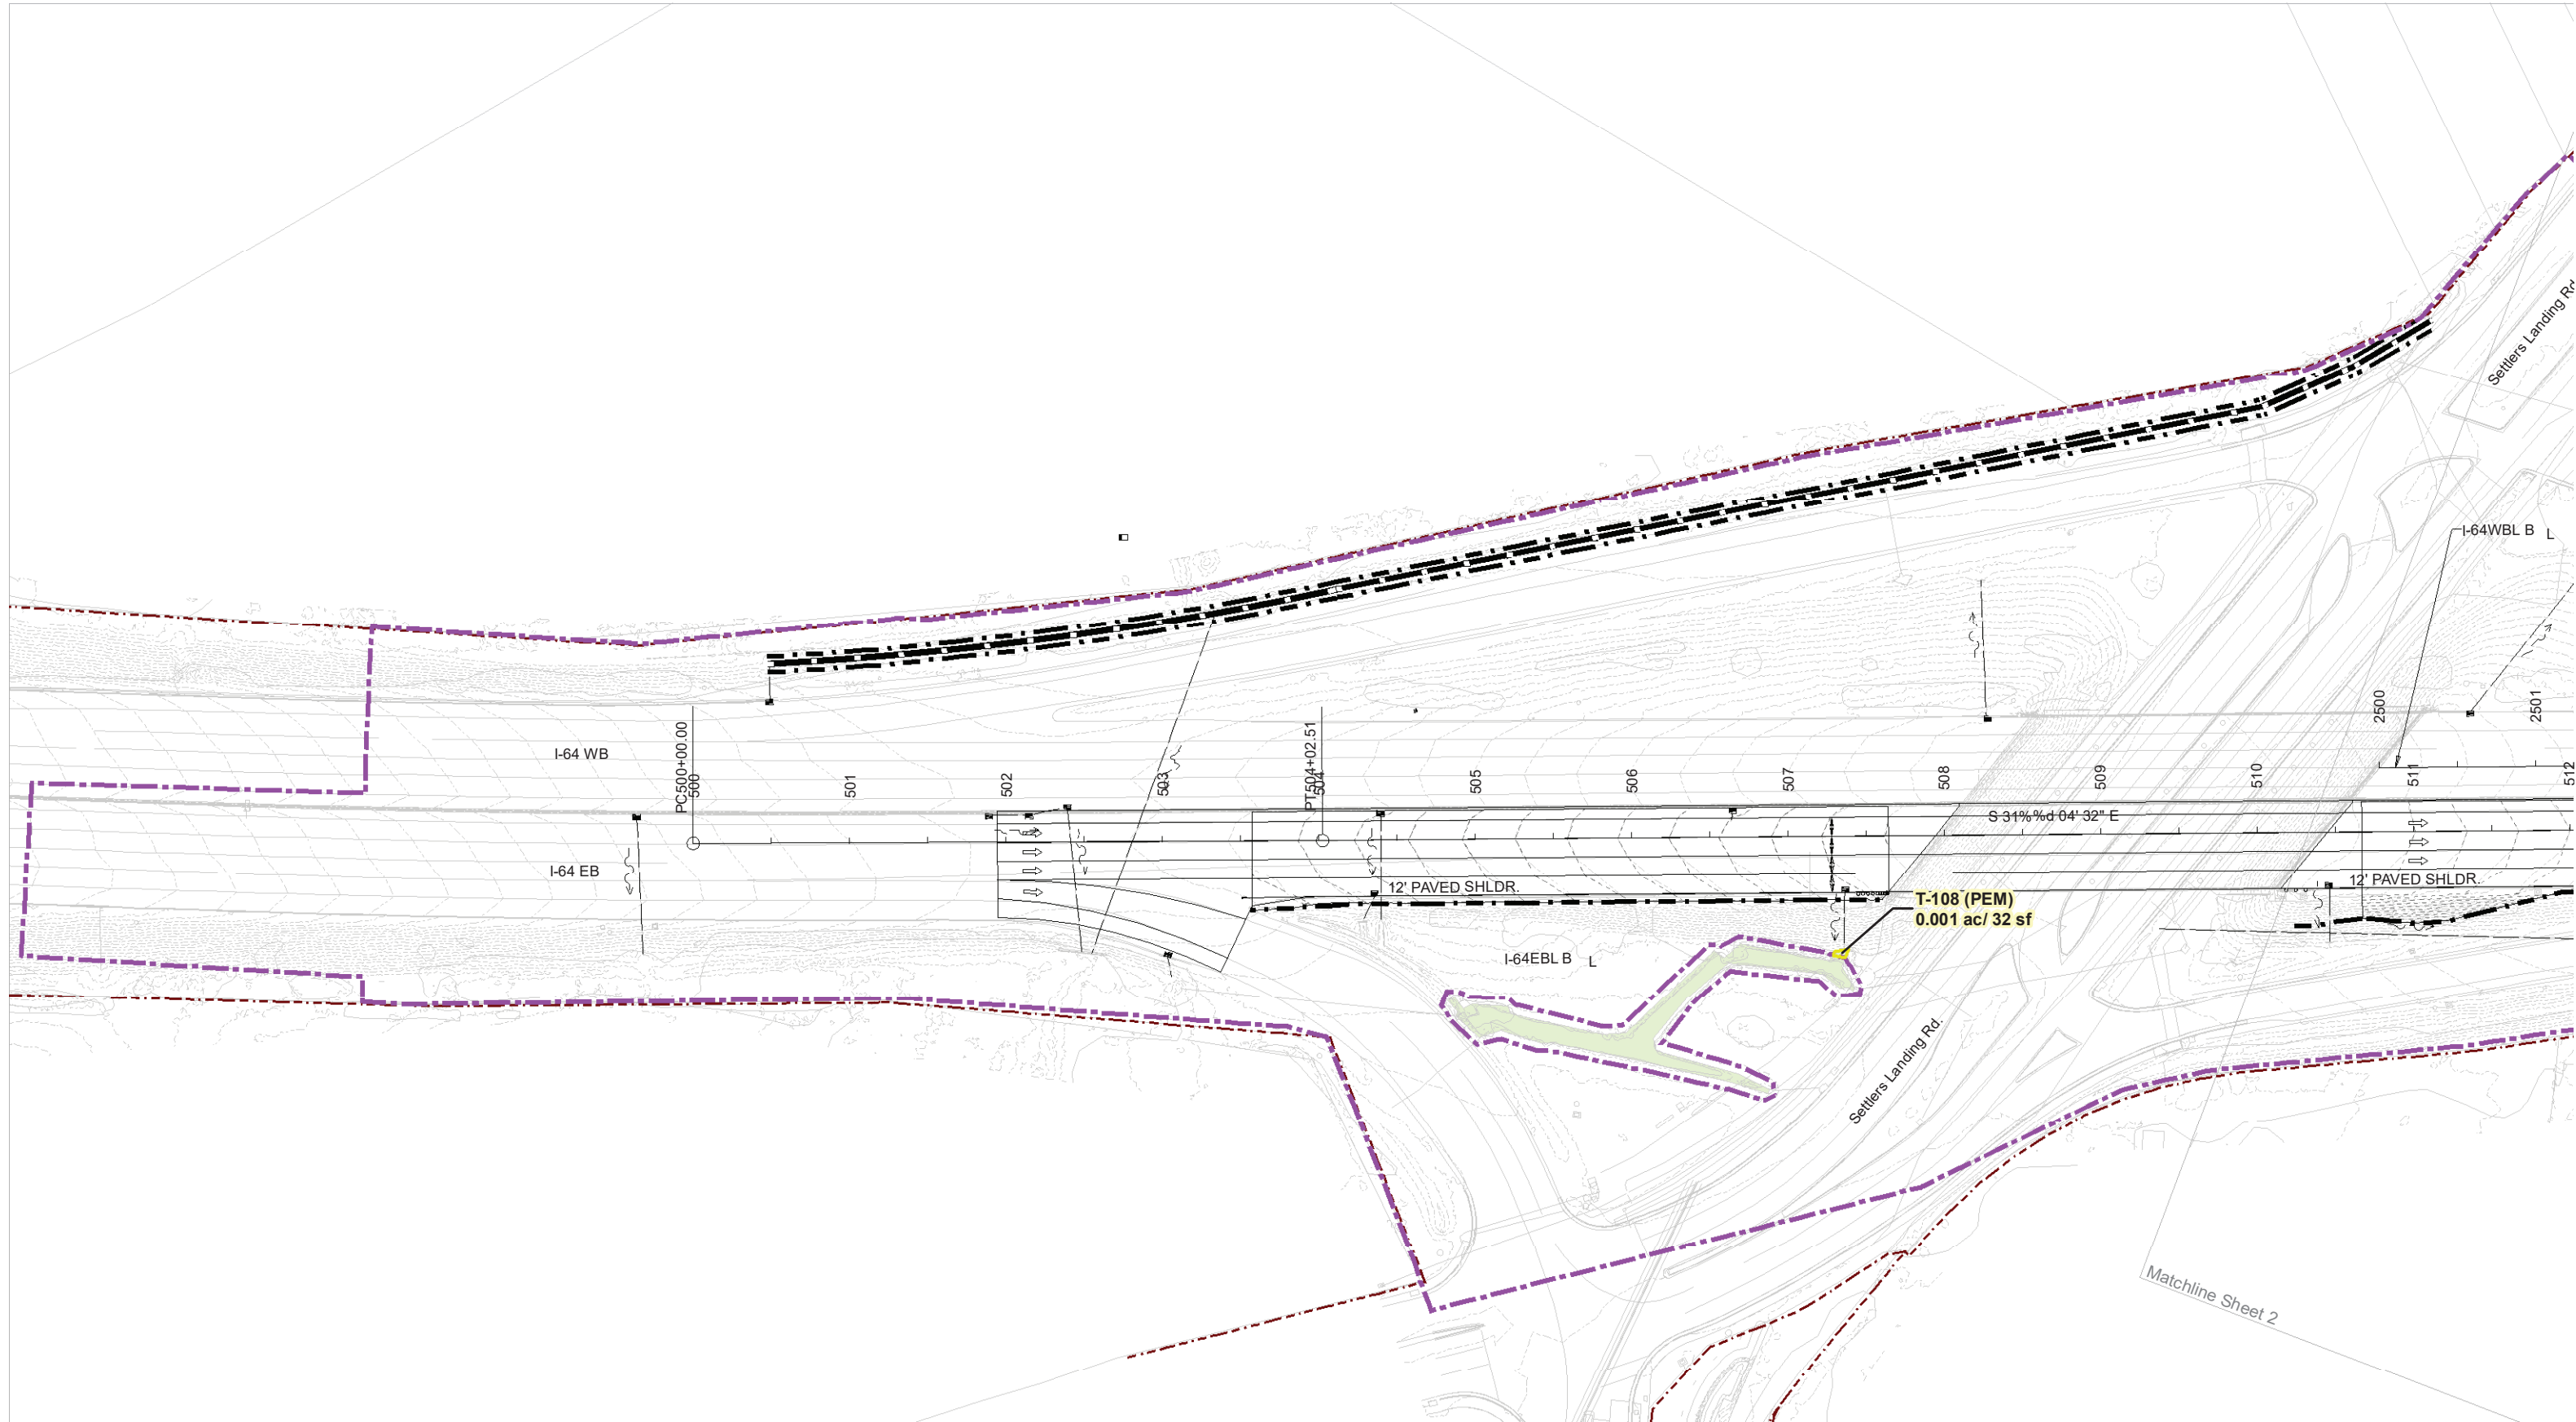 Settlers Landing Rd
I-64WBL B L
2500
2501
I-64 WB
PC500+00.00
500
501
502
503
PT504+02.51
504
505
506
507
508
509
510
511
512
S 31%%d 04' 32" E
I-64 EB
12' PAVED SHLDR.
12' PAVED SHLDR.
T-108 (PEM)
0.001 ac/ 32 sf
I-64EBL B L
Settlers Landing Rd.
Matchline Sheet 2